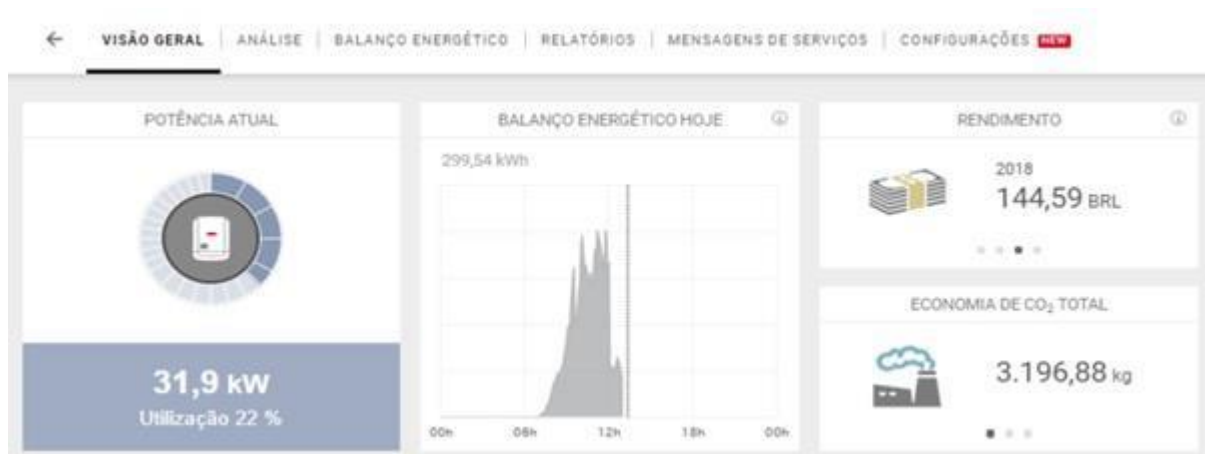 VISÃO GERAL | ANÁLISE | BALANÇO ENERGÉTICO | RELATÓRIOS | MENSAGENS DE SERVIÇOS | CONFIGURAÇÕES NEW
POTÊNCIA ATUAL
31,9 kW
Utilização 22 %
BALANÇO ENERGÉTICO HOJE
299,54 kWh
00h 06h 12h 18h 00h
RENDIMENTO
2018
144,59 BRL
ECONOMIA DE CO₂ TOTAL
3.196,88 kg